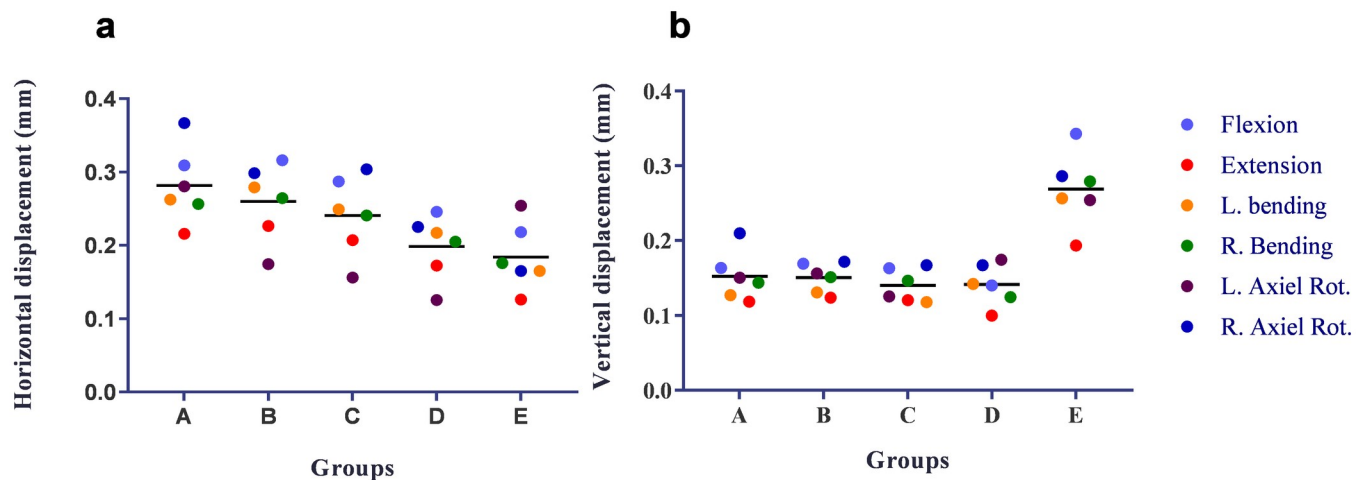 a
Horizontal displacement (mm)
0.4
0.3
0.2
0.1
0.0
A B C D E
Groups
b
Vertical displacement (mm)
0.4
0.3
0.2
0.1
0.0
A B C D E
Groups
Flexion
Extension
L. bending
R. Bending
L. Axiel Rot.
R. Axiel Rot.